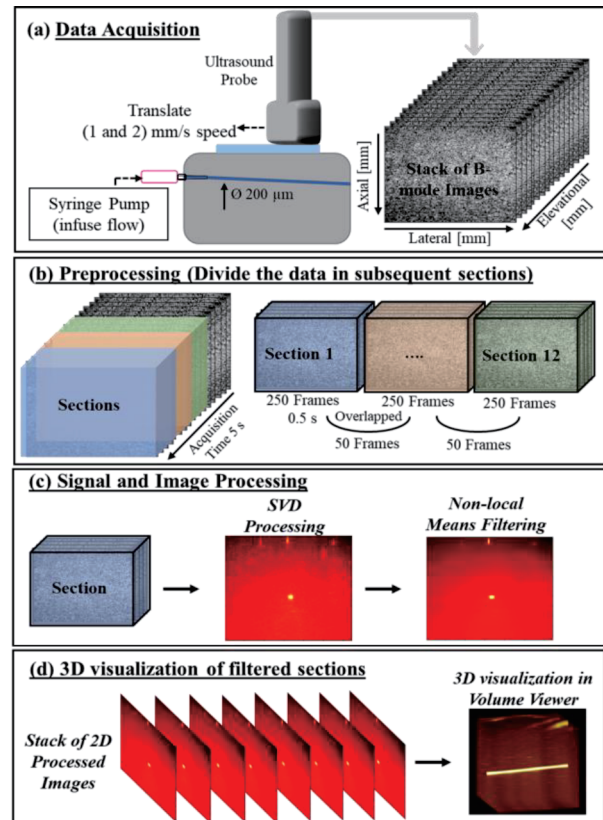 (a) Data Acquisition
Ultrasound
Probe
Translate
(1 and 2) mm/s speed
Syringe Pump
(infuse flow)
Ø 200 µm
Axial [mm]
Stack of B-
mode Images
Lateral [mm]
Elevational
[mm]
(b) Preprocessing (Divide the data in subsequent sections)
Sections
Acquisition
Time 5 s
Section 1
....
Section 12
250 Frames
250 Frames
250 Frames
0.5 s
Overlapped
50 Frames
50 Frames
(c) Signal and Image Processing
Section
SVD
Processing
Non-local
Means Filtering
(d) 3D visualization of filtered sections
Stack of 2D
Processed
Images
3D visualization in
Volume Viewer